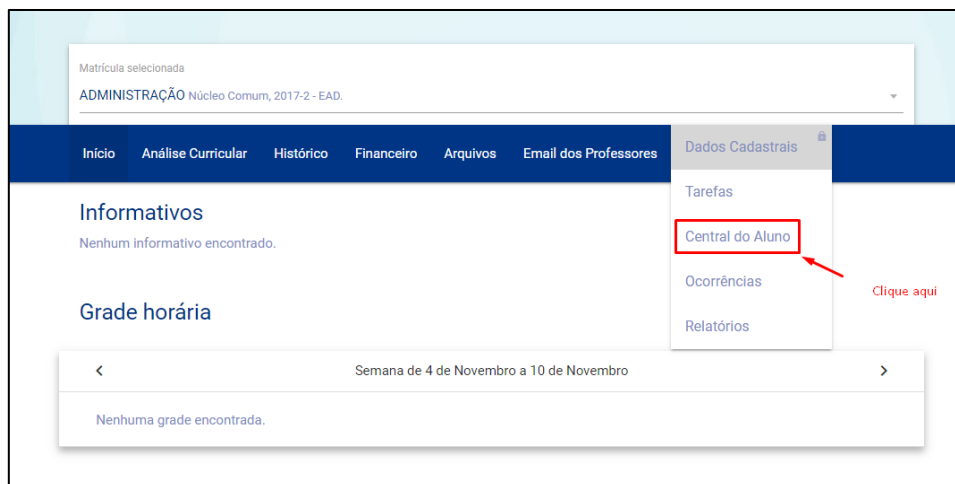 Matrícula selecionada
ADMINISTRAÇÃO Núcleo Comum, 2017-2 - EAD.
Início Análise Curricular Histórico Financeiro Arquivos Email dos Professores Dados Cadastrais
Tarefas
Central do Aluno
Ocorrências
Relatórios
Clique aqui
Informativos
Nenhum informativo encontrado.
Grade horária
Semana de 4 de Novembro a 10 de Novembro
Nenhuma grade encontrada.